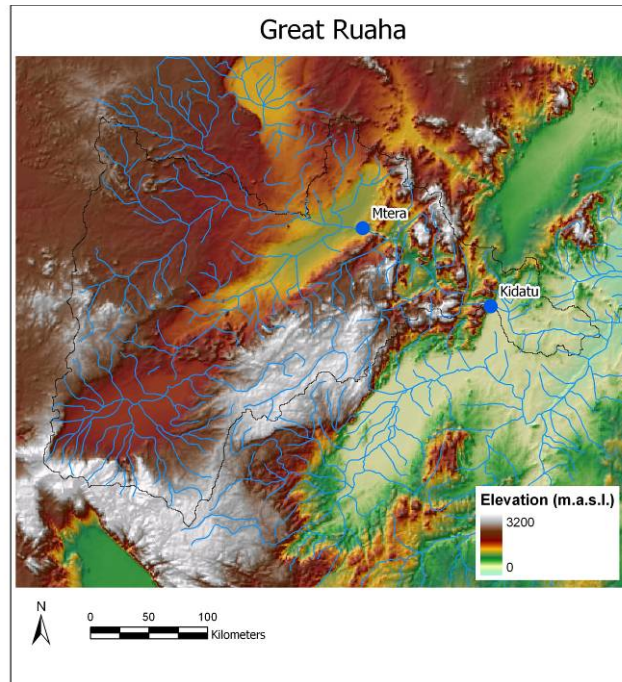 Great Ruaha
Mtera
Kidatu
Elevation (m.a.s.l.)
3200
0
N
0 50 100
Kilometers